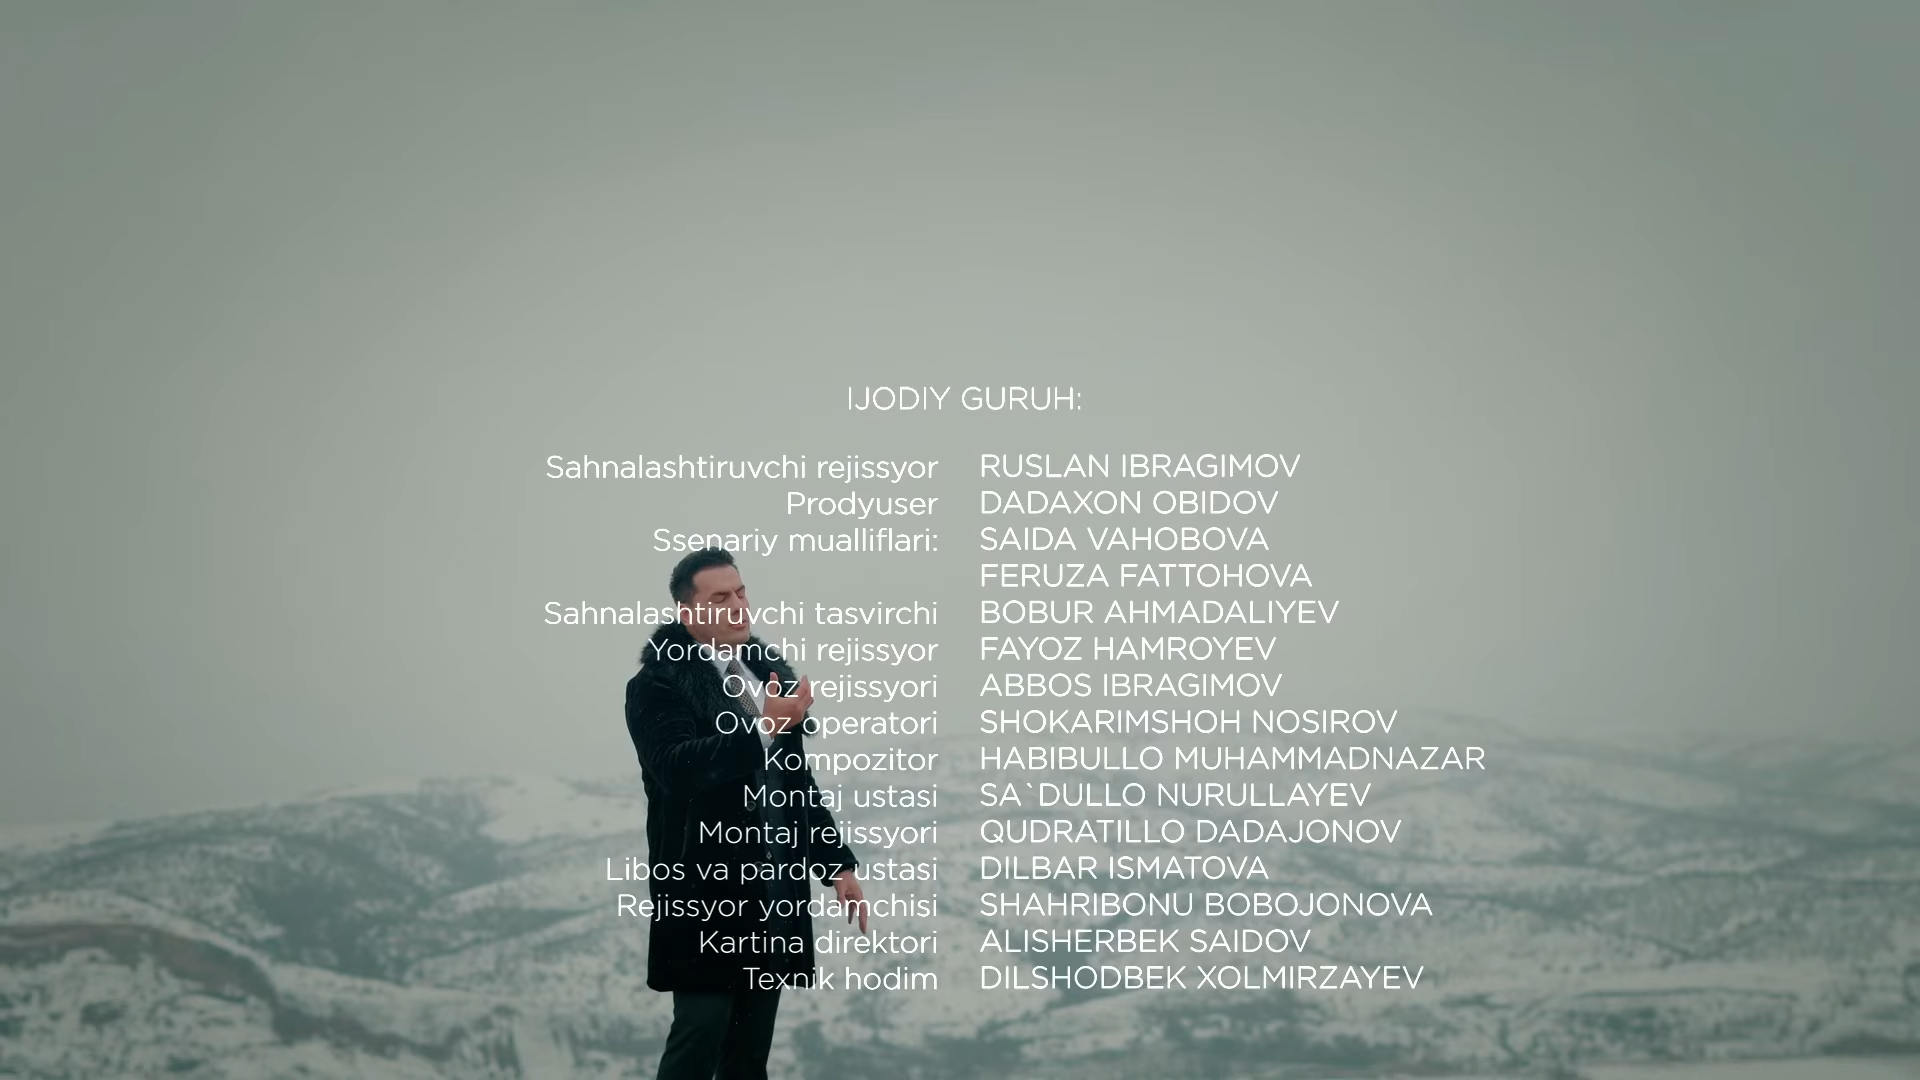 IJODIY GURUH:
Sahnalashtiruvchi rejissyor RUSLAN IBRAGIMOV
Prodyuser DADAXON OBIDOV
Ssenariy mualliflari: SAIDA VAHOBOVA
FERUZA FATTOHOVA
Sahnalashtiruvchi tasvirchi BOBUR AHMADALIYEV
Yordamchi rejissyor FAYOZ HAMROYEV
Ovoz rejissyori ABBOS IBRAGIMOV
Ovoz operatori SHOKARIMSHOH NOSIROV
Kompozitor HABIBULLO MUHAMMADNAZAR
Montaj ustasi SA`DULLO NURULLAYEV
Montaj rejissyori QUDRATILLO DADAJONOV
Libos va pardoz ustasi DILBAR ISMATOVA
Rejissyor yordamchisi SHAHRIBONU BOBOJONOVA
Kartina direktori ALISHERBEK SAIDOV
Texnik hodim DILSHODBEK XOLMIRZAYEV